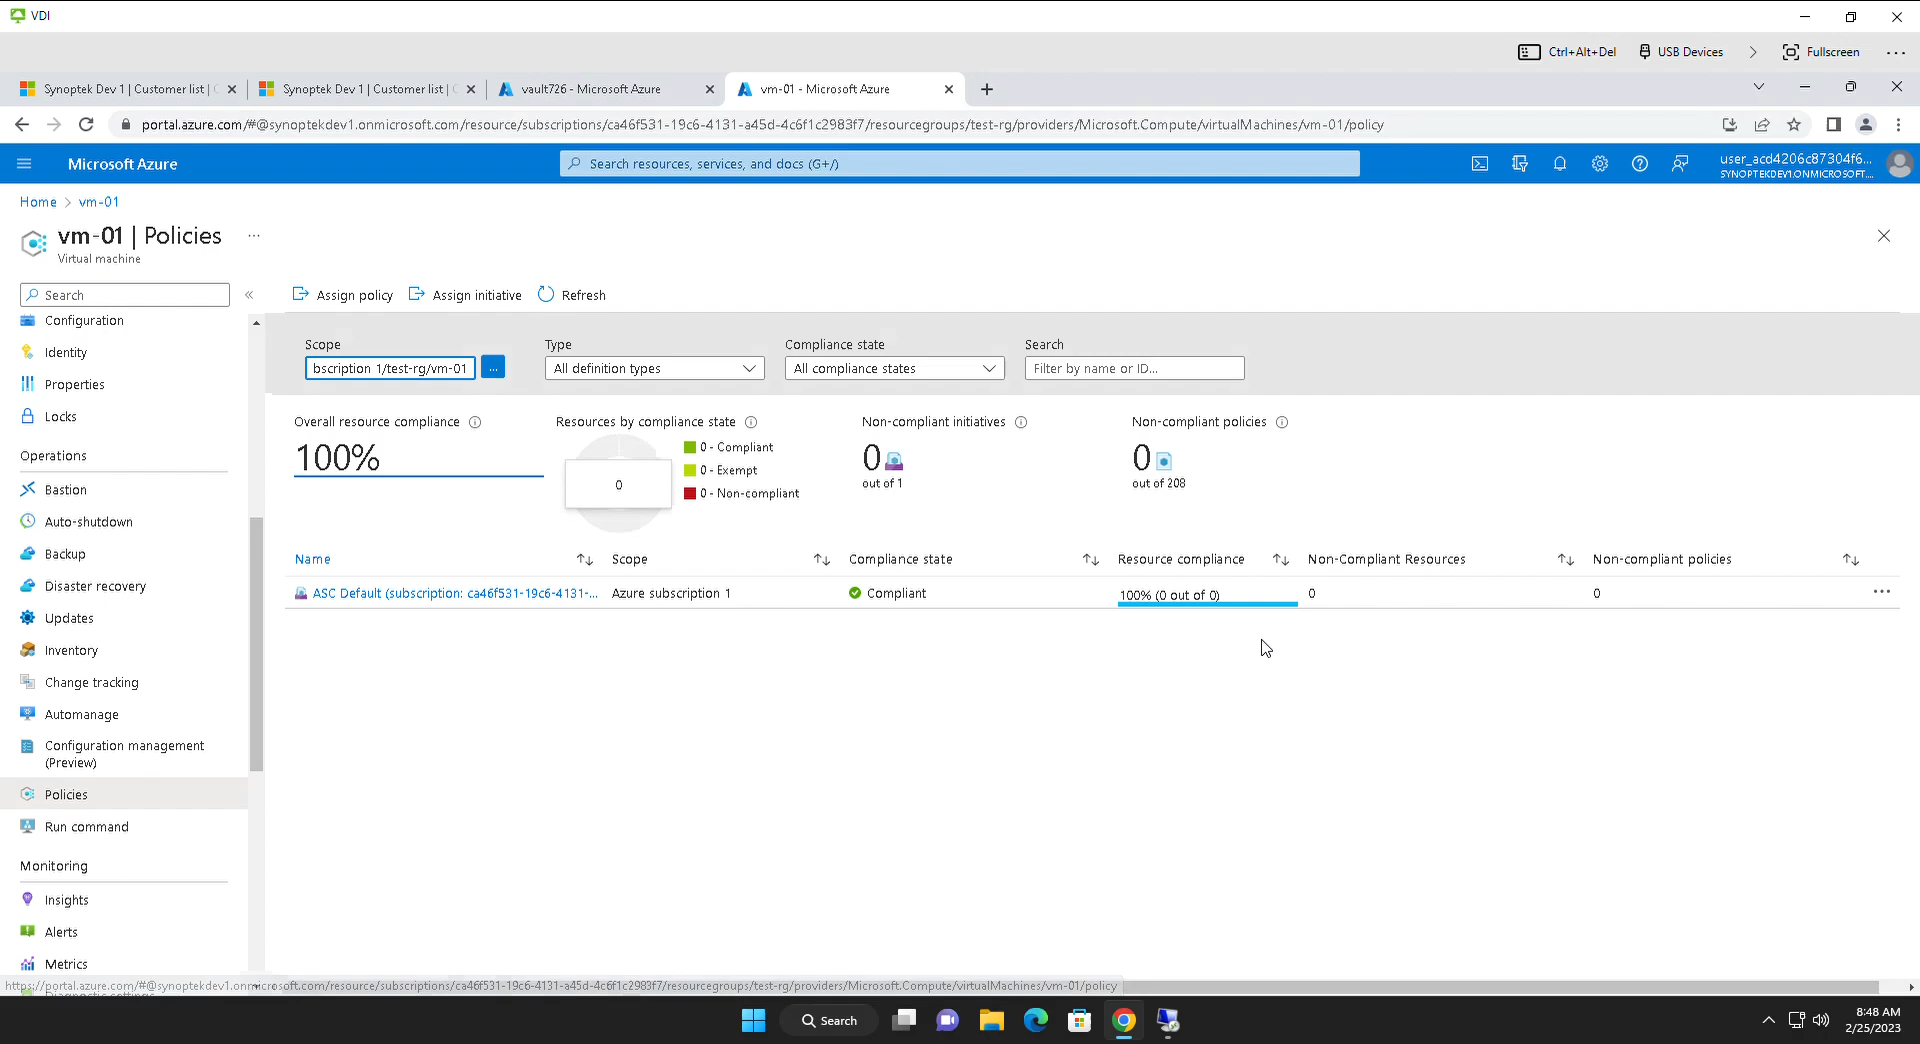 VDI
Ctrl+Alt+Del
USB Devices
Fullscreen
Synoptek Dev 1 | Customer list |
Synoptek Dev 1 | Customer list |
vault726 - Microsoft Azure
vm-01 - Microsoft Azure
portal.azure.com/#@synoptekdev1.onmicrosoft.com/resource/subscriptions/ca46f531-19c6-4131-a45d-4c6f1c2983f7/resourcegroups/test-rg/providers/Microsoft.Compute/virtualMachines/vm-01/policy
Microsoft Azure
Search resources, services, and docs (G+/)
user_acd4206c87304f6...
SYNOPTEKDEV1.ONMICROSOFT....
Home > vm-01
vm-01 | Policies ...
Virtual machine
Search
«
Assign policy
Assign initiative
Refresh
Configuration
Identity
Properties
Locks
Operations
Bastion
Auto-shutdown
Backup
Disaster recovery
Updates
Inventory
Change tracking
Automanage
Configuration management
(Preview)
Policies
Run command
Monitoring
Insights
Alerts
Metrics
Scope
bscription 1/test-rg/vm-01
...
Type
All definition types
Compliance state
All compliance states
Search
Filter by name or ID...
Overall resource compliance
100%
Resources by compliance state
0
0 - Compliant
0 - Exempt
0 - Non-compliant
Non-compliant initiatives
0
out of 1
Non-compliant policies
0
out of 208
Name
Scope
Compliance state
Resource compliance
Non-Compliant Resources
Non-compliant policies
ASC Default (subscription: ca46f531-19c6-4131-...
Azure subscription 1
Compliant
100% (0 out of 0)
0
0
https://portal.azure.com/#@synoptekdev1.onmicrosoft.com/resource/subscriptions/ca46f531-19c6-4131-a45d-4c6f1c2983f7/resourcegroups/test-rg/providers/Microsoft.Compute/virtualMachines/vm-01/policy
Search
8:48 AM
2/25/2023